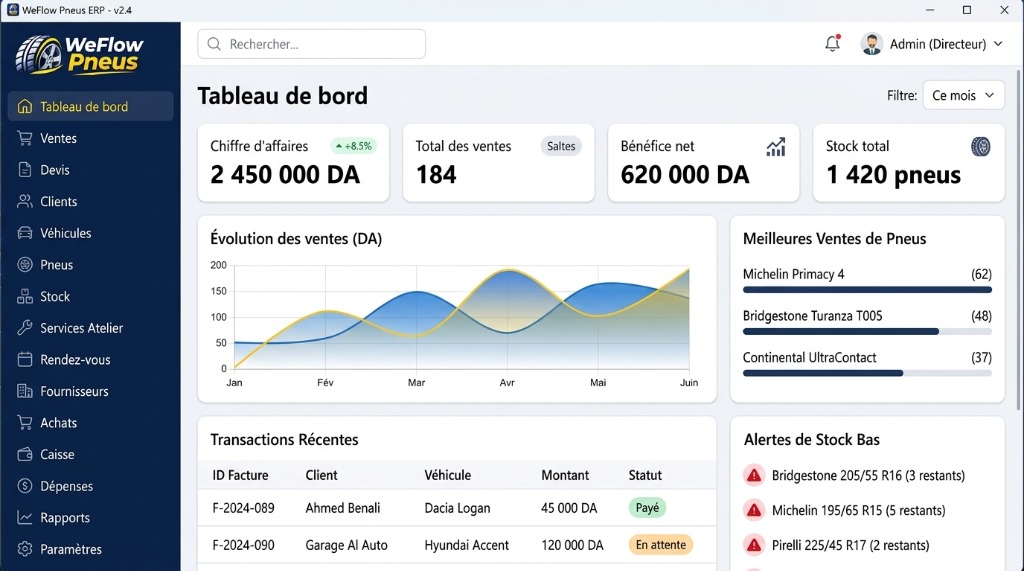 WeFlow Pneus ERP - v2.4
WeFlow
Pneus
Tableau de bord
Ventes
Devis
Clients
Véhicules
Pneus
Stock
Services Atelier
Rendez-vous
Fournisseurs
Achats
Caisse
Dépenses
Rapports
Paramètres
Rechercher...
Admin (Directeur)
Tableau de bord
Filtre: Ce mois
Chiffre d'affaires +8.5%
2 450 000 DA
Total des ventes Saltes
184
Bénéfice net
620 000 DA
Stock total
1 420 pneus
Évolution des ventes (DA)
200
150
100
50
0
Jan Fév Mar Avr Mai Juin
Meilleures Ventes de Pneus
Michelin Primacy 4 (62)
Bridgestone Turanza T005 (48)
Continental UltraContact (37)
Transactions Récentes
ID Facture Client Véhicule Montant Statut
F-2024-089 Ahmed Benali Dacia Logan 45 000 DA Payé
F-2024-090 Garage Al Auto Hyundai Accent 120 000 DA En attente
Alertes de Stock Bas
Bridgestone 205/55 R16 (3 restants)
Michelin 195/65 R15 (5 restants)
Pirelli 225/45 R17 (2 restants)